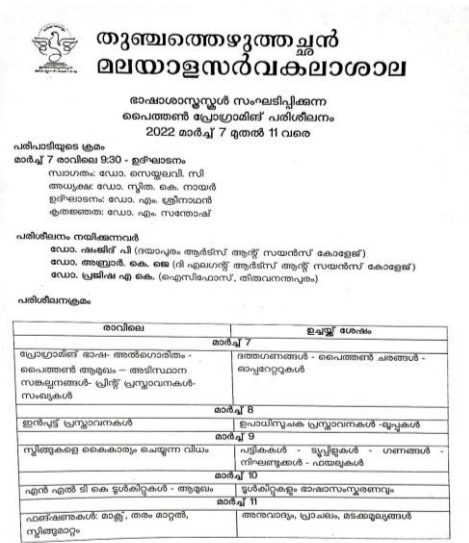 തുഞ്ചത്തെഴുത്തച്ഛൻ
മലയാളസർവകലാശാല
ഭാഷാശാസ്ത്രസ്കൂൾ സംഘടിപ്പിക്കുന്ന
പൈത്തൺ പ്രോഗ്രാമിങ് പരിശീലനം
2022 മാർച്ച് 7 മുതൽ 11 വരെ
പരിപാടിയുടെ ക്രമം
മാർച്ച് 7 രാവിലെ 9:30 - ഉദ്ഘാടനം
സ്വാഗതം: ഡോ. സെയ്തലവി. സി
അധ്യക്ഷ: ഡോ. സ്മിത. കെ. നായർ
ഉദ്ഘാടനം: ഡോ. എം. ശ്രീനാഥൻ
കൃതജ്ഞത: ഡോ. എം. സന്തോഷ്
പരിശീലനം നയിക്കുന്നവർ
ഡോ. ഷംജിദ് പി (ദയാപുരം ആർട്സ് ആന്റ് സയൻസ് കോളേജ്)
ഡോ. അബ്രാർ. കെ. ജെ (ദി എലഗന്റ് ആർട്സ് ആന്റ് സയൻസ് കോളേജ്)
ഡോ. പ്രജിഷ എ കെ. (ഐസിഫോസ്, തിരുവനന്തപുരം)
പരിശീലനക്രമം
രാവിലെ ഉച്ചയ്ക്ക് ശേഷം
മാർച്ച് 7
പ്രോഗ്രാമിങ് ഭാഷ- അൽഗൊരിതം - ദത്തഗണങ്ങൾ - പൈത്തൺ ചരങ്ങൾ -
പൈത്തൺ ആമുഖം – അടിസ്ഥാന ഓപ്പറേറ്ററുകൾ
സങ്കല്പനങ്ങൾ- പ്രിന്റ് പ്രസ്താവനകൾ-
സംഖ്യകൾ
മാർച്ച് 8
ഇൻപുട്ട് പ്രസ്താവനകൾ ഉപാധിസൂചക പ്രസ്താവനകൾ -ലൂപ്പുകൾ
മാർച്ച് 9
സ്ട്രിങ്ങുകളെ കൈകാര്യം ചെയ്യുന്ന വിധം പട്ടികകൾ - ട്യൂപ്പിളുകൾ - ഗണങ്ങൾ -
നിഘണ്ടുക്കൾ - ഫയലുകൾ
മാർച്ച് 10
എൻ എൽ ടി കെ ടൂൾകിറ്റുകൾ - ആമുഖം ടൂൾകിറ്റുകളും ഭാഷാസംസ്കരണവും
മാർച്ച് 11
ഫങ്ഷണുകൾ: മാക്സ്, തരം മാറ്റൽ, അനുവാദ്യം, പ്രാചലം, മടക്കമൂല്യങ്ങൾ
സ്ട്രിങ്ങുമാറ്റം